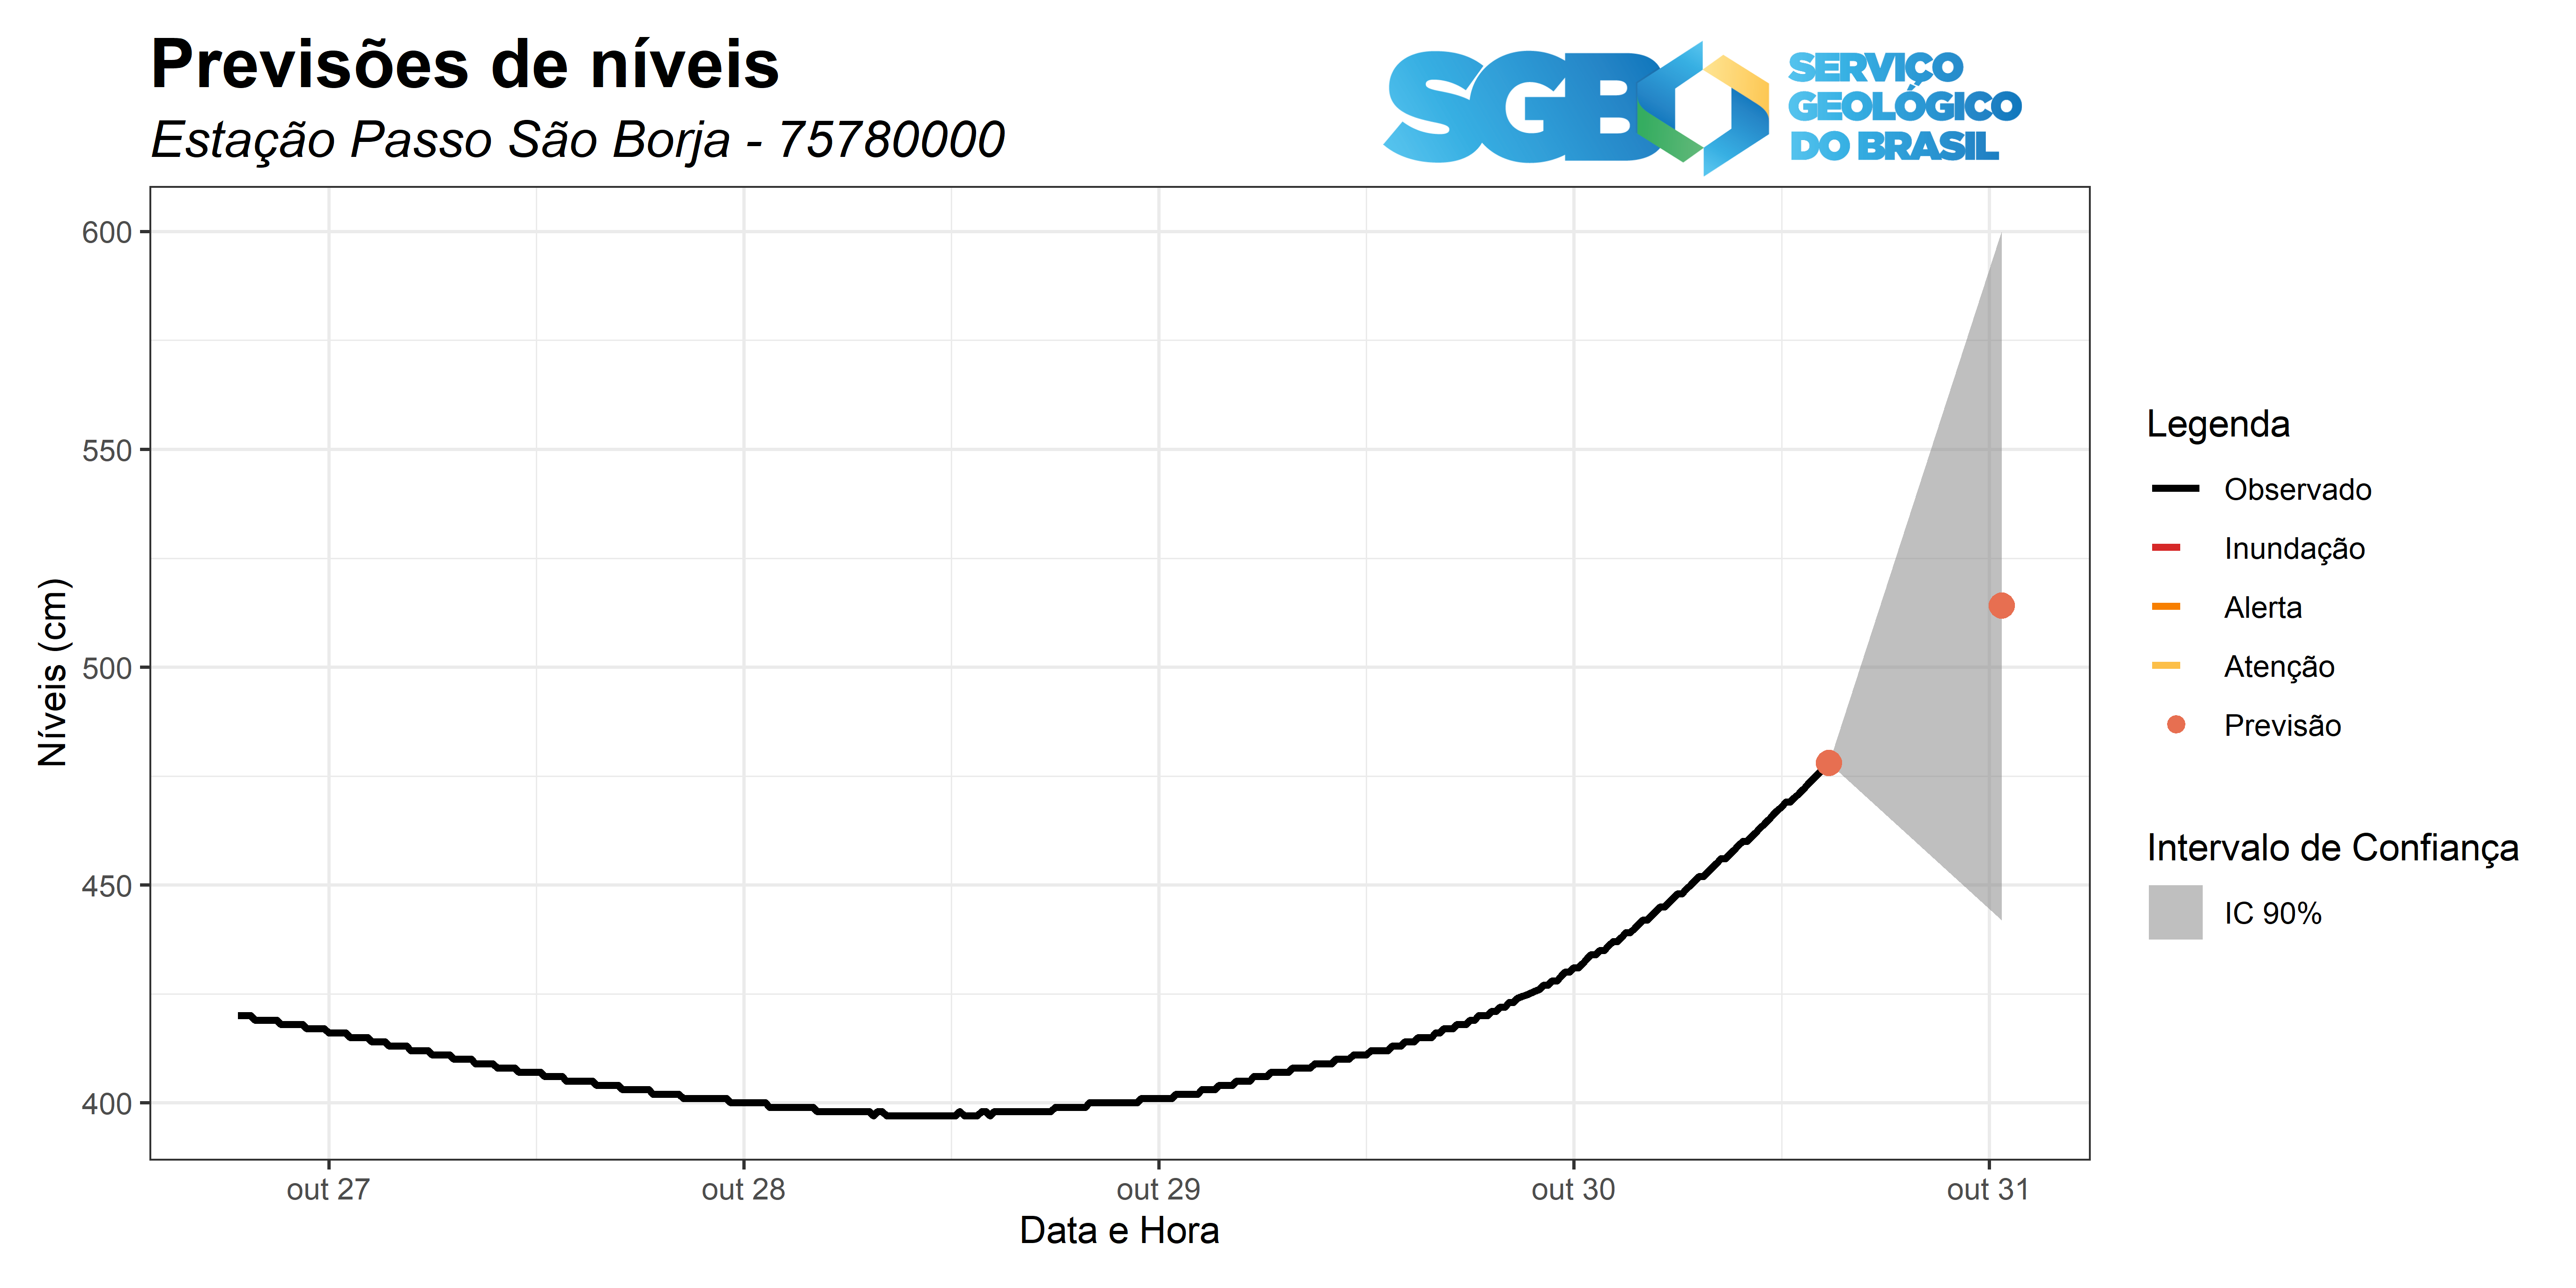 Previsões de níveis
Estação Passo São Borja - 75780000
SGB
SERVIÇO
GEOLÓGICO
DO BRASIL
600
550
500
450
400
Níveis (cm)
out 27
out 28
out 29
out 30
out 31
Data e Hora
Legenda
Observado
Inundação
Alerta
Atenção
Previsão
Intervalo de Confiança
IC 90%